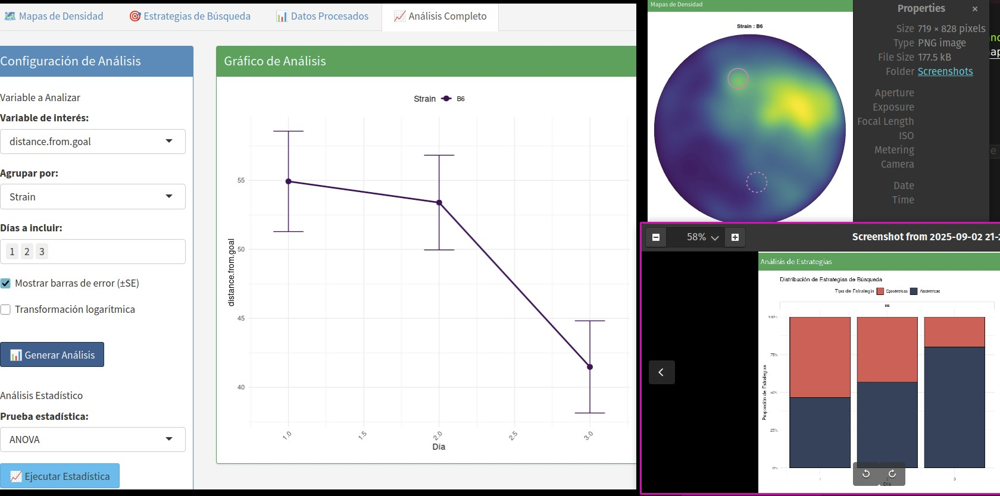 Mapas de Densidad
Estrategias de Búsqueda
Datos Procesados
Análisis Completo
Configuración de Análisis
Variable a Analizar
Variable de interés:
distance.from.goal
Agrupar por:
Strain
Días a incluir:
1 2 3
Mostrar barras de error (±SE)
Transformación logarítmica
Generar Análisis
Análisis Estadístico
Prueba estadística:
ANOVA
Ejecutar Estadística
Gráfico de Análisis
Strain B6
distance.from.goal
55
50
45
40
1.0
1.5
2.0
2.5
3.0
Día
Mapas de Densidad
Strain : B6
Properties
Size 719 × 828 pixels
Type PNG image
File Size 177.5 kB
Folder Screenshots
Aperture
Exposure
Focal Length
ISO
Metering
Camera
Date
Time
58%
Screenshot from 2025-09-02 21-
Análisis de Estrategias
Distribución de Estrategias de Búsqueda
Tipo de Estrategia Egocéntricas Alocéntricas
B6
Proporción de Estrategias
100%
75%
50%
25%
0%
1
2
3
Día